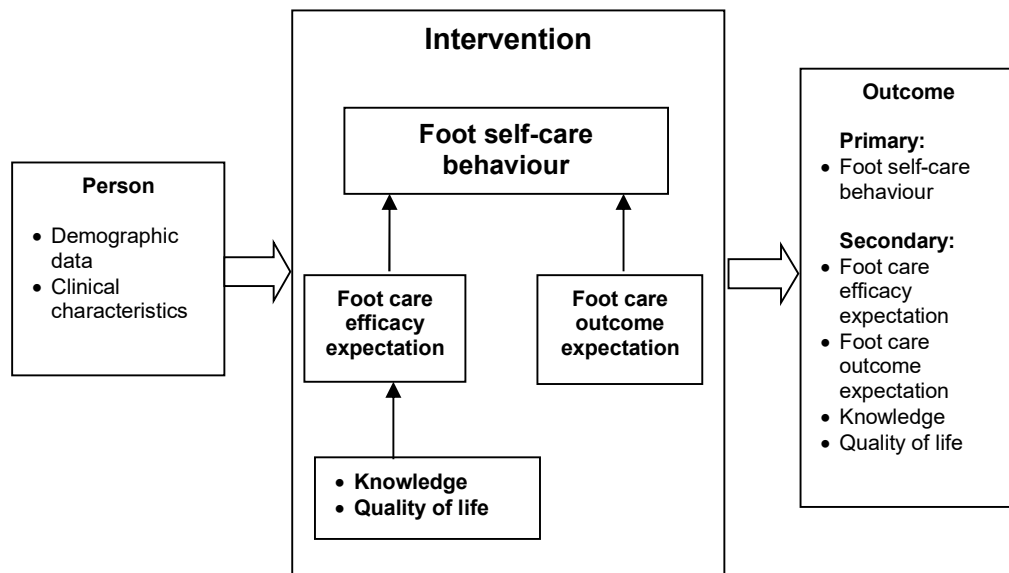 Person
• Demographic
data
• Clinical
characteristics
Intervention
Foot self-care
behaviour
Foot care
efficacy
expectation
Foot care
outcome
expectation
• Knowledge
• Quality of life
Outcome
Primary:
• Foot self-care
behaviour
Secondary:
• Foot care
efficacy
expectation
• Foot care
outcome
expectation
• Knowledge
• Quality of life